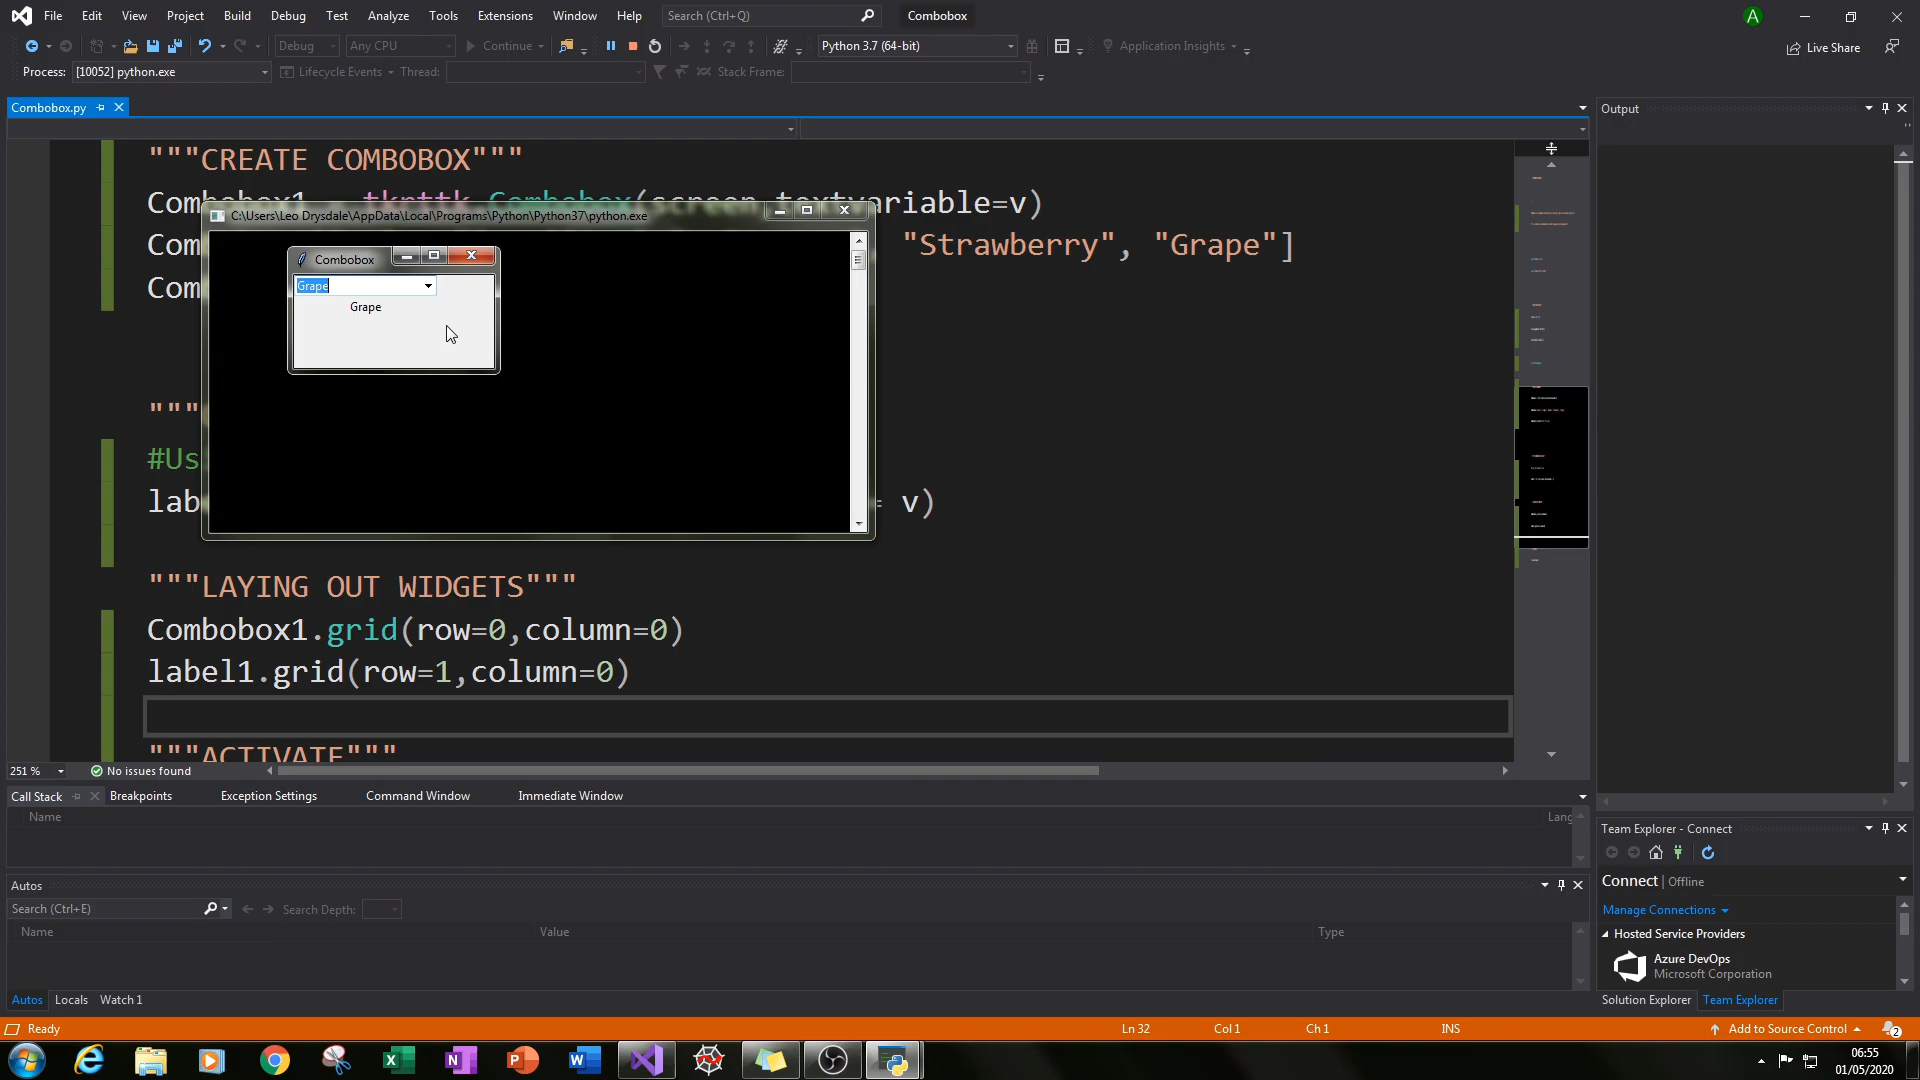 File Edit View Project Build Debug Test Analyze Tools Extensions Window Help Search (Ctrl+Q) Combobox A
Debug Any CPU Continue Python 3.7 (64-bit) Application Insights Live Share
Process: [10052] python.exe Lifecycle Events Thread: Stack Frame:
Combobox.py
Output
"""CREATE COMBOBOX"""
Combobox1 = tkrttk.Combobox(screen,textvariable=v)
C:\Users\Leo Drysdale\AppData\Local\Programs\Python\Python37\python.exe
Com "Strawberry", "Grape"]
Combobox
Com
Grape
Grape
"""
#Us
lab = v)
"""LAYING OUT WIDGETS"""
Combobox1.grid(row=0,column=0)
label1.grid(row=1,column=0)
"""ACTIVATE"""
251 % No issues found
Call Stack Breakpoints Exception Settings Command Window Immediate Window
Name Lang
Autos
Search (Ctrl+E) Search Depth:
Name Value Type
Autos Locals Watch 1
Team Explorer - Connect
Connect | Offline
Manage Connections
Hosted Service Providers
Azure DevOps
Microsoft Corporation
Solution Explorer Team Explorer
Ready Ln 32 Col 1 Ch 1 INS Add to Source Control 2
06:55
01/05/2020